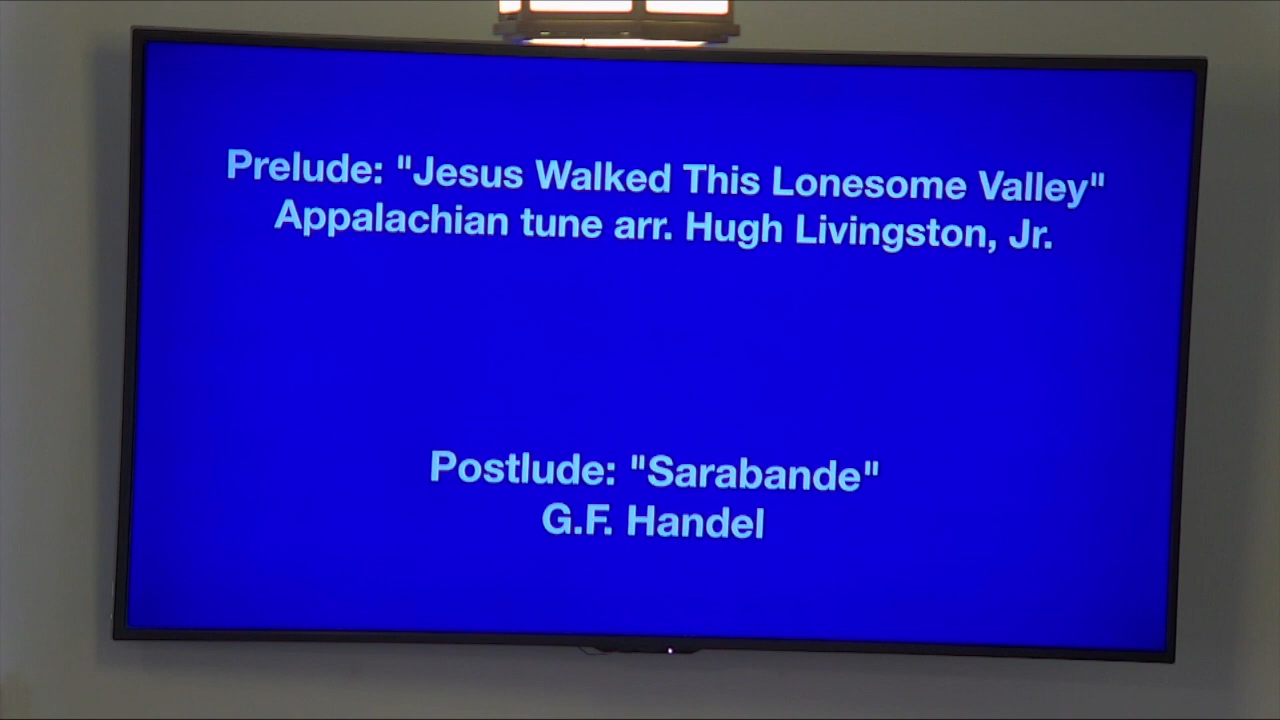 Prelude: "Jesus Walked This Lonesome Valley"
Appalachian tune arr. Hugh Livingston, Jr.
Postlude: "Sarabande"
G.F. Handel